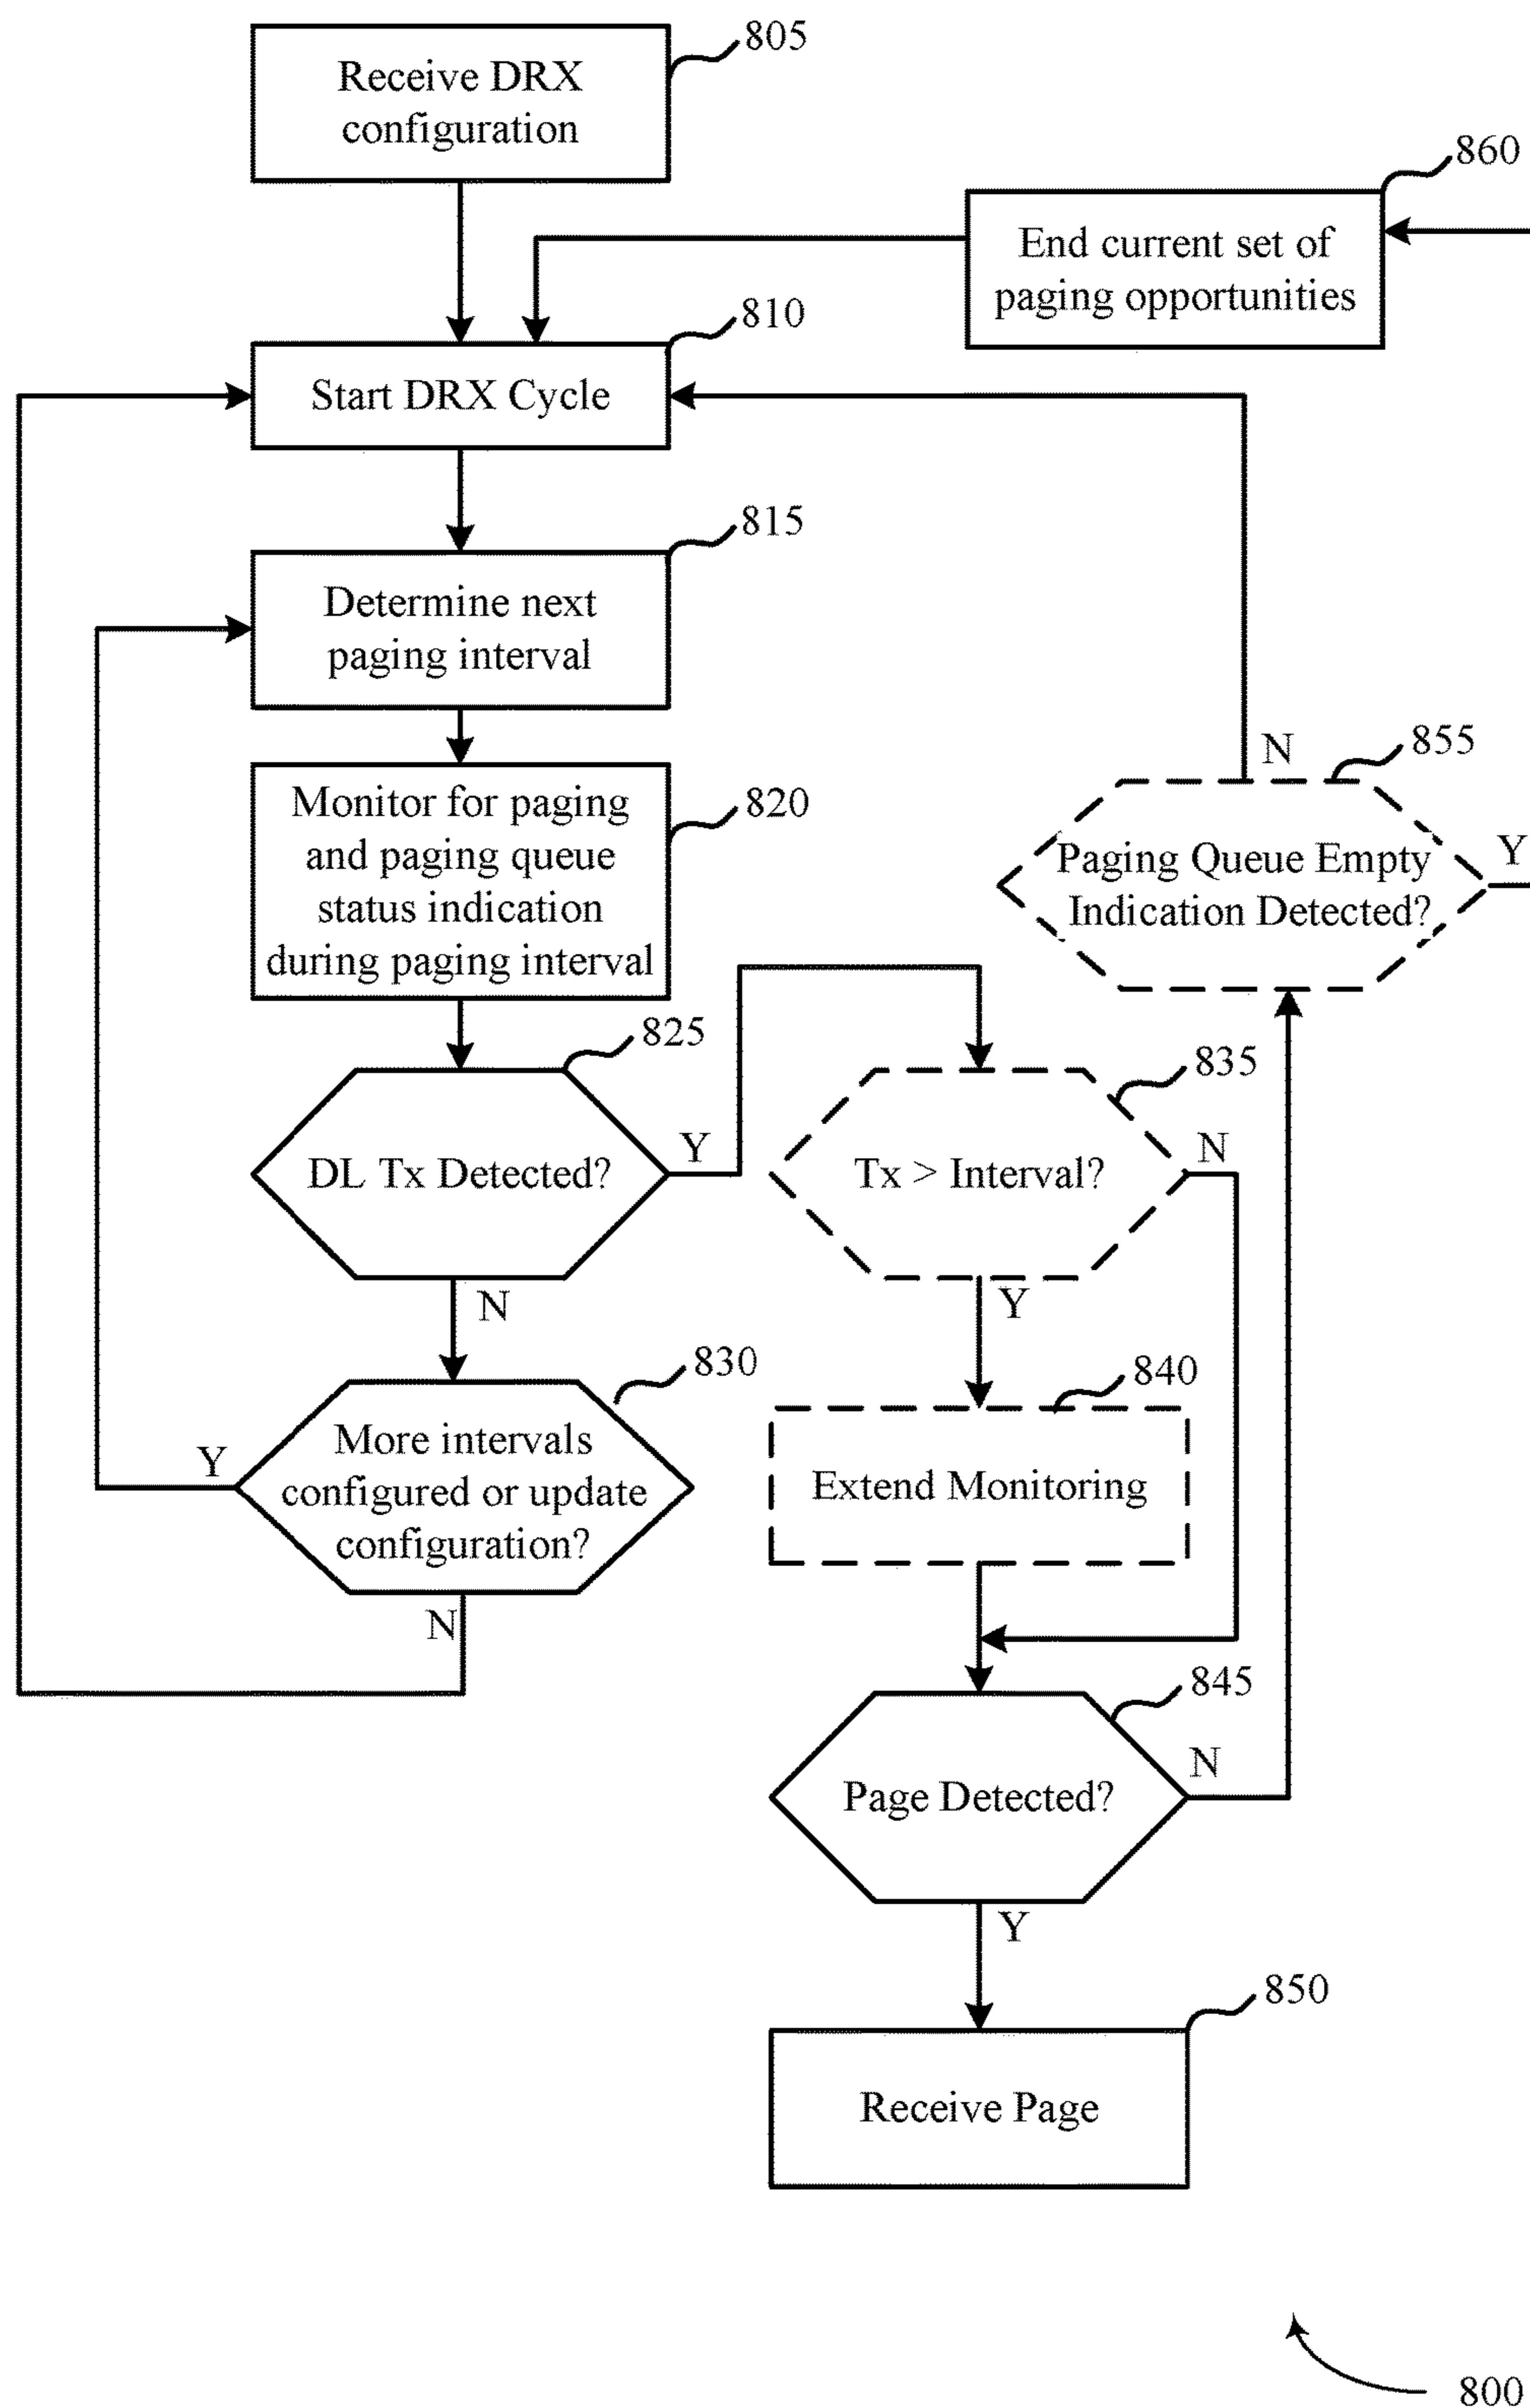 805
Receive DRX
configuration
860
End current set of
paging opportunities
810
Start DRX Cycle
815
Determine next
paging interval
855
N
Y
Paging Queue Empty
Indication Detected?
820
Monitor for paging
and paging queue
status indication
during paging interval
825
835
DL Tx Detected?
Y
Tx > Interval?
N
N
Y
830
840
More intervals
configured or update
configuration?
Y
Extend Monitoring
N
845
Page Detected?
N
Y
850
Receive Page
800